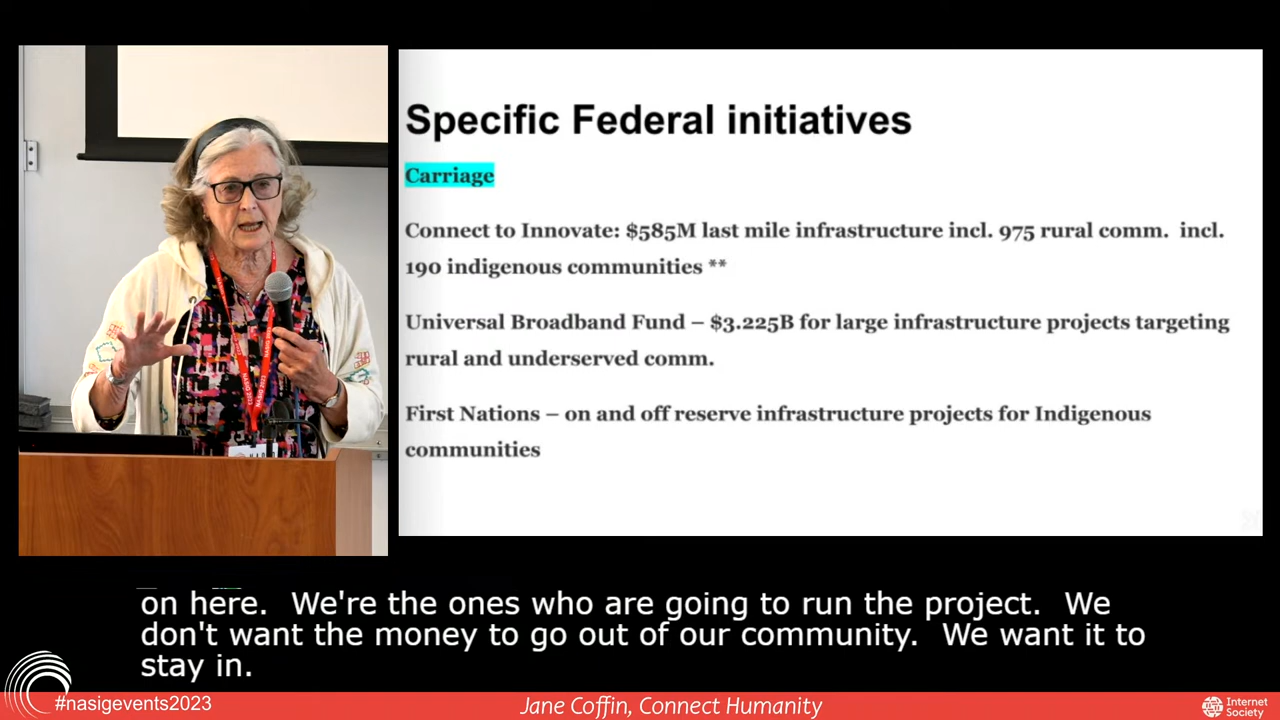 Specific Federal initiatives
Carriage
Connect to Innovate: $585M last mile infrastructure incl. 975 rural comm. incl.
190 indigenous communities **
Universal Broadband Fund – $3.225B for large infrastructure projects targeting
rural and underserved comm.
First Nations – on and off reserve infrastructure projects for Indigenous
communities
on here. We're the ones who are going to run the project. We
don't want the money to go out of our community. We want it to
stay in.
#nasigevents2023
Jane Coffin, Connect Humanity
Internet
Society